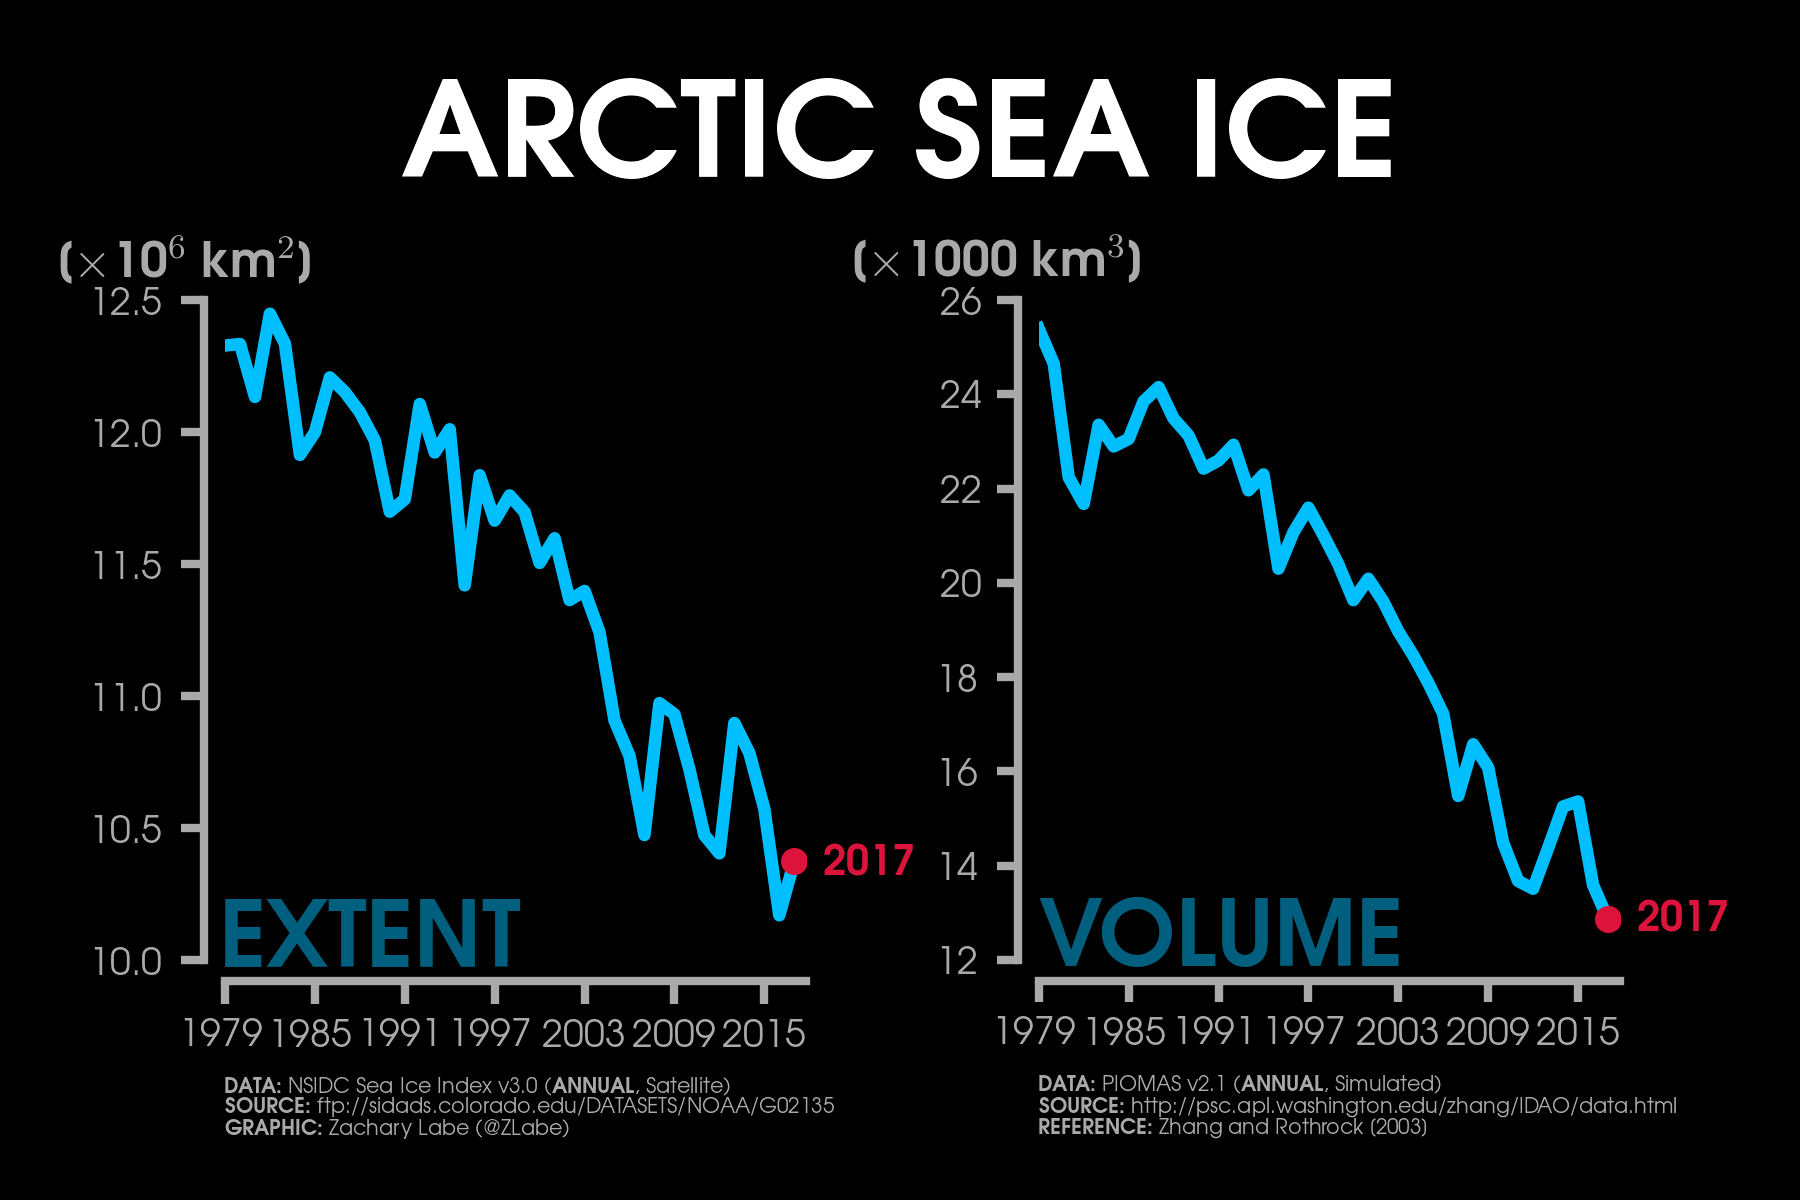 ARCTIC SEA ICE
(×10⁶ km²)
12.5
12.0
11.5
11.0
10.5
10.0
2017
EXTENT
1979 1985 1991 1997 2003 2009 2015
DATA: NSIDC Sea Ice Index v3.0 (ANNUAL, Satellite)
SOURCE: ftp://sidads.colorado.edu/DATASETS/NOAA/G02135
GRAPHIC: Zachary Labe (@ZLabe)
(×1000 km³)
26
24
22
20
18
16
14
12
2017
VOLUME
1979 1985 1991 1997 2003 2009 2015
DATA: PIOMAS v2.1 (ANNUAL, Simulated)
SOURCE: http://psc.apl.washington.edu/zhang/IDAO/data.html
REFERENCE: Zhang and Rothrock [2003]